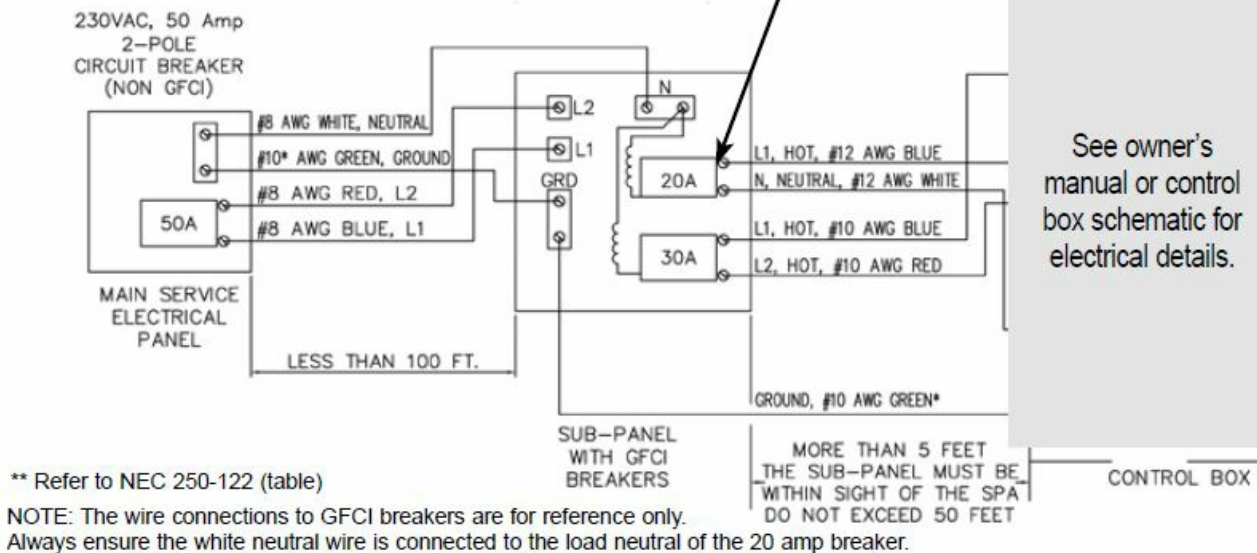 230VAC, 50 Amp
2-POLE
CIRCUIT BREAKER
(NON GFCI)
#8 AWG WHITE, NEUTRAL
#10* AWG GREEN, GROUND
#8 AWG RED, L2
#8 AWG BLUE, L1
50A
MAIN SERVICE
ELECTRICAL
PANEL
LESS THAN 100 FT.
N
L2
L1
GRD
20A
30A
L1, HOT, #12 AWG BLUE
N, NEUTRAL, #12 AWG WHITE
L1, HOT, #10 AWG BLUE
L2, HOT, #10 AWG RED
GROUND, #10 AWG GREEN*
SUB-PANEL
WITH GFCI
BREAKERS
MORE THAN 5 FEET
THE SUB-PANEL MUST BE
WITHIN SIGHT OF THE SPA
DO NOT EXCEED 50 FEET
See owner's
manual or control
box schematic for
electrical details.
CONTROL BOX
** Refer to NEC 250-122 (table)
NOTE: The wire connections to GFCI breakers are for reference only.
Always ensure the white neutral wire is connected to the load neutral of the 20 amp breaker.